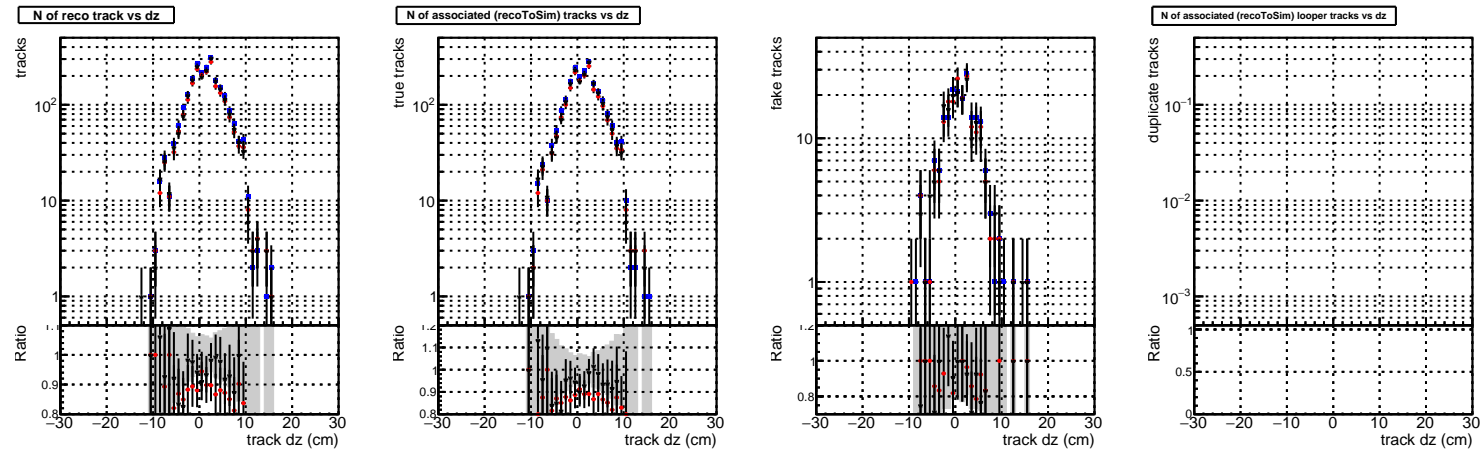 N of reco track vs dz
tracks
10²
10
1
Ratio
1.1
1
0.9
0.8
−30 −20 −10 0 10 20 30
track dz (cm)
N of associated (recoToSim) tracks vs dz
true tracks
10²
10
1
Ratio
1.2
1.1
1
0.9
0.8
−30 −20 −10 0 10 20 30
track dz (cm)
fake tracks
10
1
Ratio
1.2
1
0.8
−30 −20 −10 0 10 20 30
track dz (cm)
N of associated (recoToSim) looper tracks vs dz
duplicate tracks
10⁻¹
10⁻²
10⁻³
Ratio
1
0.5
0
−30 −20 −10 0 10 20 30
track dz (cm)